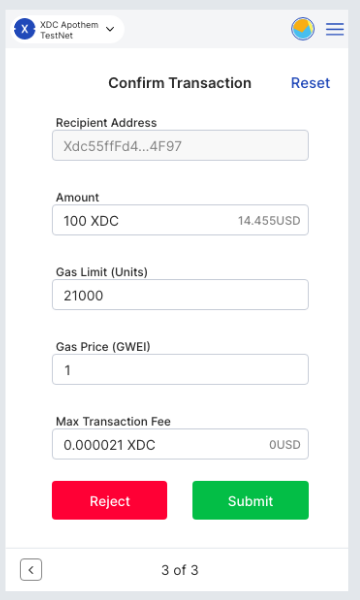 X
XDC Apothem
TestNet
Confirm Transaction
Reset
Recipient Address
Xdc55ffFd4...4F97
Amount
100 XDC 14.455USD
Gas Limit (Units)
21000
Gas Price (GWEI)
1
Max Transaction Fee
0.000021 XDC 0USD
Reject
Submit
3 of 3